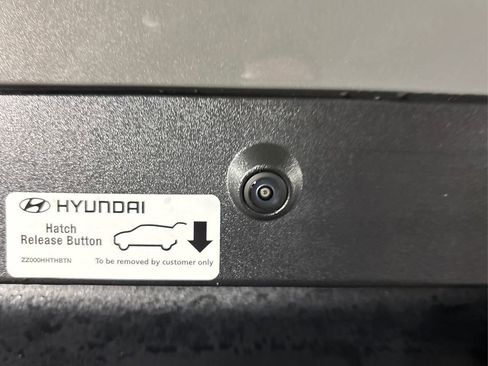 HYUNDAI
Hatch
Release Button
ZZ000HHTHBTN
To be removed by customer only